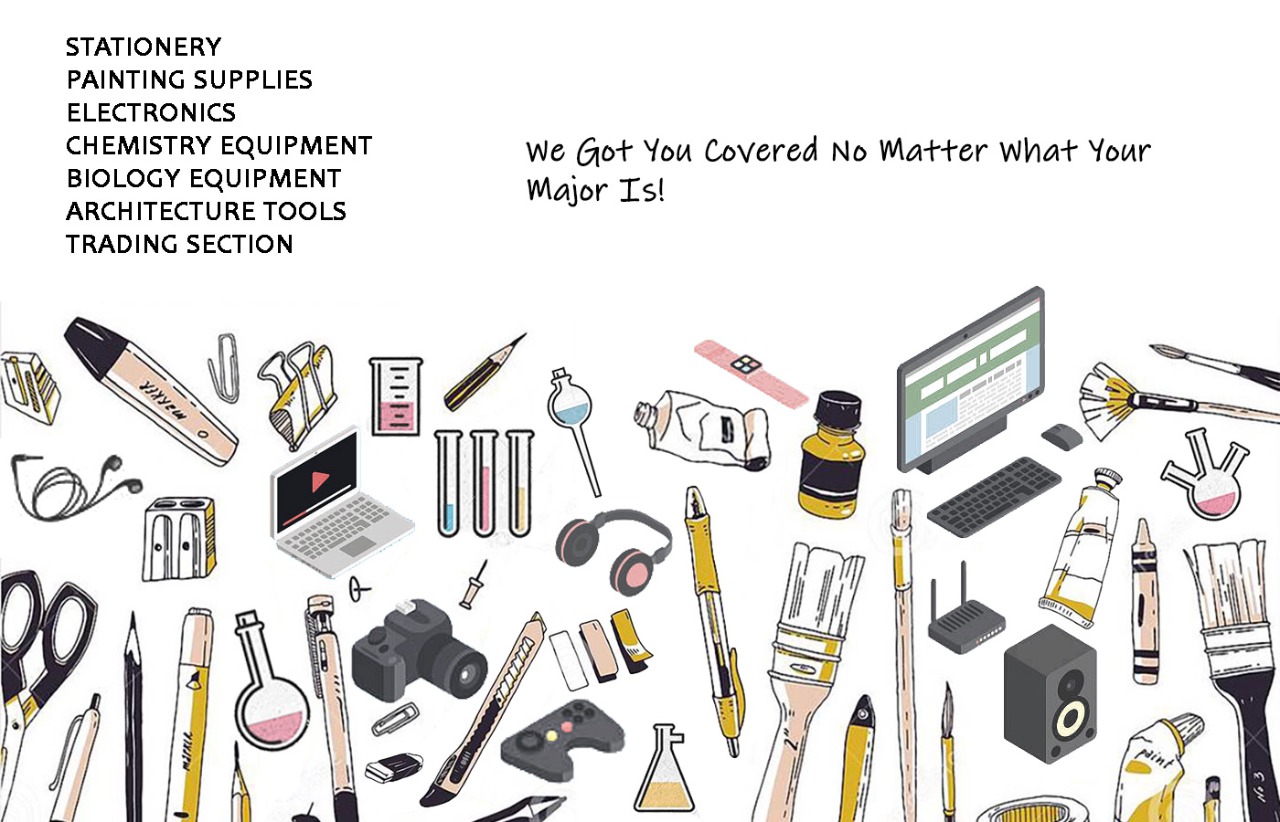 STATIONERY
PAINTING SUPPLIES
ELECTRONICS
CHEMISTRY EQUIPMENT
BIOLOGY EQUIPMENT
ARCHITECTURE TOOLS
TRADING SECTION
We Got You Covered No Matter What Your
Major Is!
2"
paint
No 3